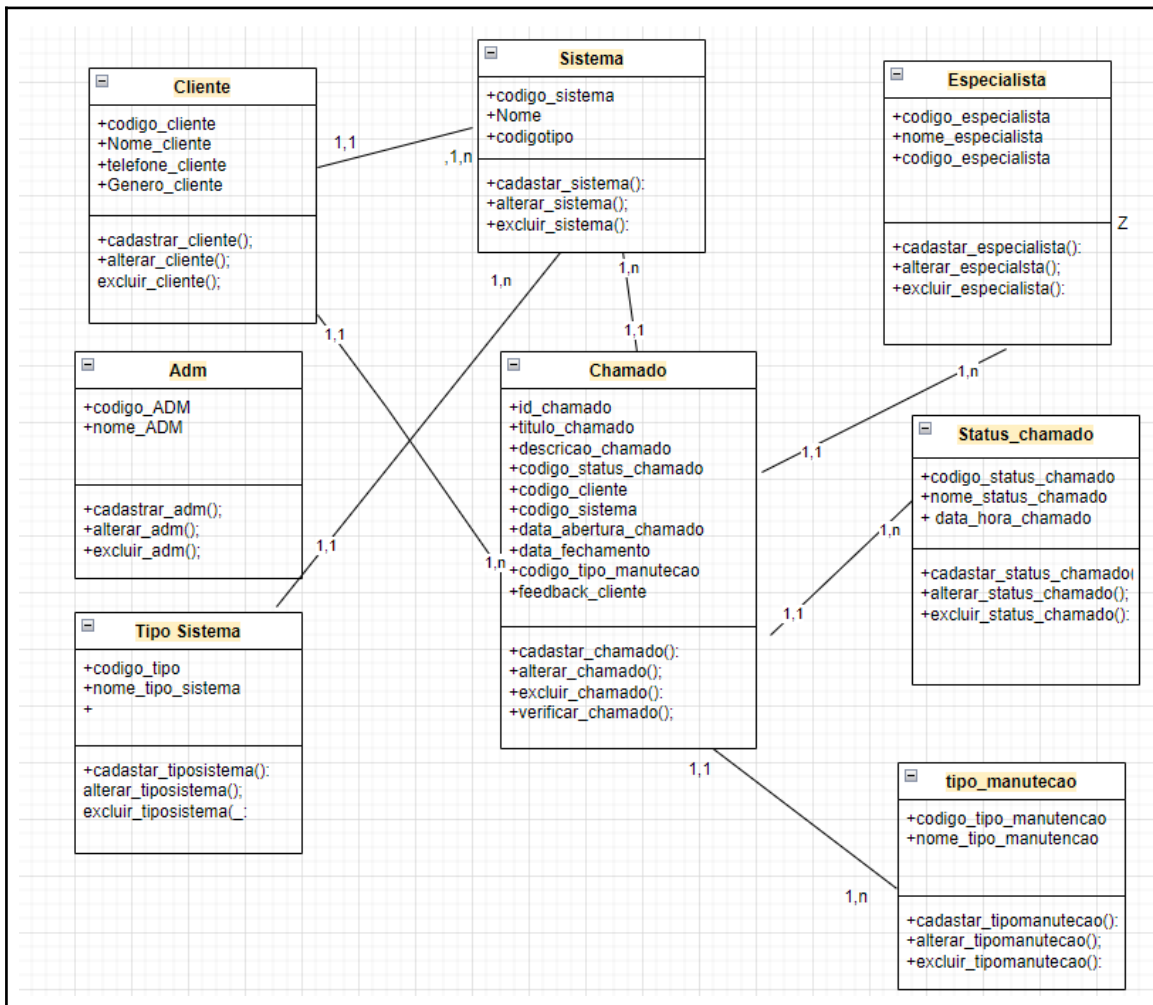 Cliente
+codigo_cliente
+Nome_cliente
+telefone_cliente
+Genero_cliente
+cadastrar_cliente();
+alterar_cliente();
excluir_cliente();
1,1
,1,n
Sistema
+codigo_sistema
+Nome
+codigotipo
+cadastar_sistema():
+alterar_sistema();
+excluir_sistema():
Especialista
+codigo_especialista
+nome_especialista
+codigo_especialista
+cadastar_especialista():
+alterar_especialsta();
+excluir_especialista():
Z
1,n
1,n
1,1
1,1
1,n
1,1
Adm
+codigo_ADM
+nome_ADM
+cadastrar_adm();
+alterar_adm();
+excluir_adm();
1,1
1,n
Chamado
+id_chamado
+titulo_chamado
+descricao_chamado
+codigo_status_chamado
+codigo_cliente
+codigo_sistema
+data_abertura_chamado
+data_fechamento
+codigo_tipo_manutecao
+feedback_cliente
+cadastar_chamado():
+alterar_chamado();
+excluir_chamado():
+verificar_chamado();
Status_chamado
+codigo_status_chamado
+nome_status_chamado
+ data_hora_chamado
+cadastar_status_chamado(
+alterar_status_chamado();
+excluir_status_chamado():
1,n
1,1
Tipo Sistema
+codigo_tipo
+nome_tipo_sistema
+
+cadastar_tiposistema():
alterar_tiposistema();
excluir_tiposistema(_:
1,1
1,n
tipo_manutecao
+codigo_tipo_manutencao
+nome_tipo_manutencao
+cadastar_tipomanutecao():
+alterar_tipomanutecao();
+excluir_tipomanutecao():